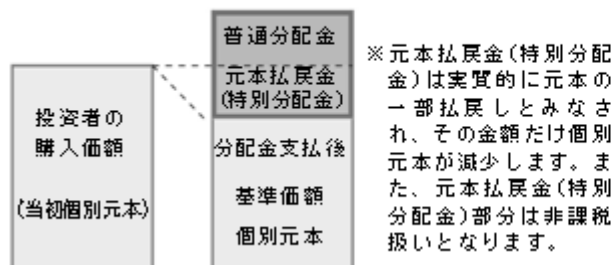 投資者の
購入価額
(当初個別元本)
普通分配金
元本払戻金
(特別分配金)
分配金支払後
基準価額
個別元本
※元本払戻金(特別分配
金)は実質的に元本の
一部払戻しとみなさ
れ、その金額だけ個別
元本が減少します。ま
た、元本払戻金(特別
分配金)部分は非課税
扱いとなります。